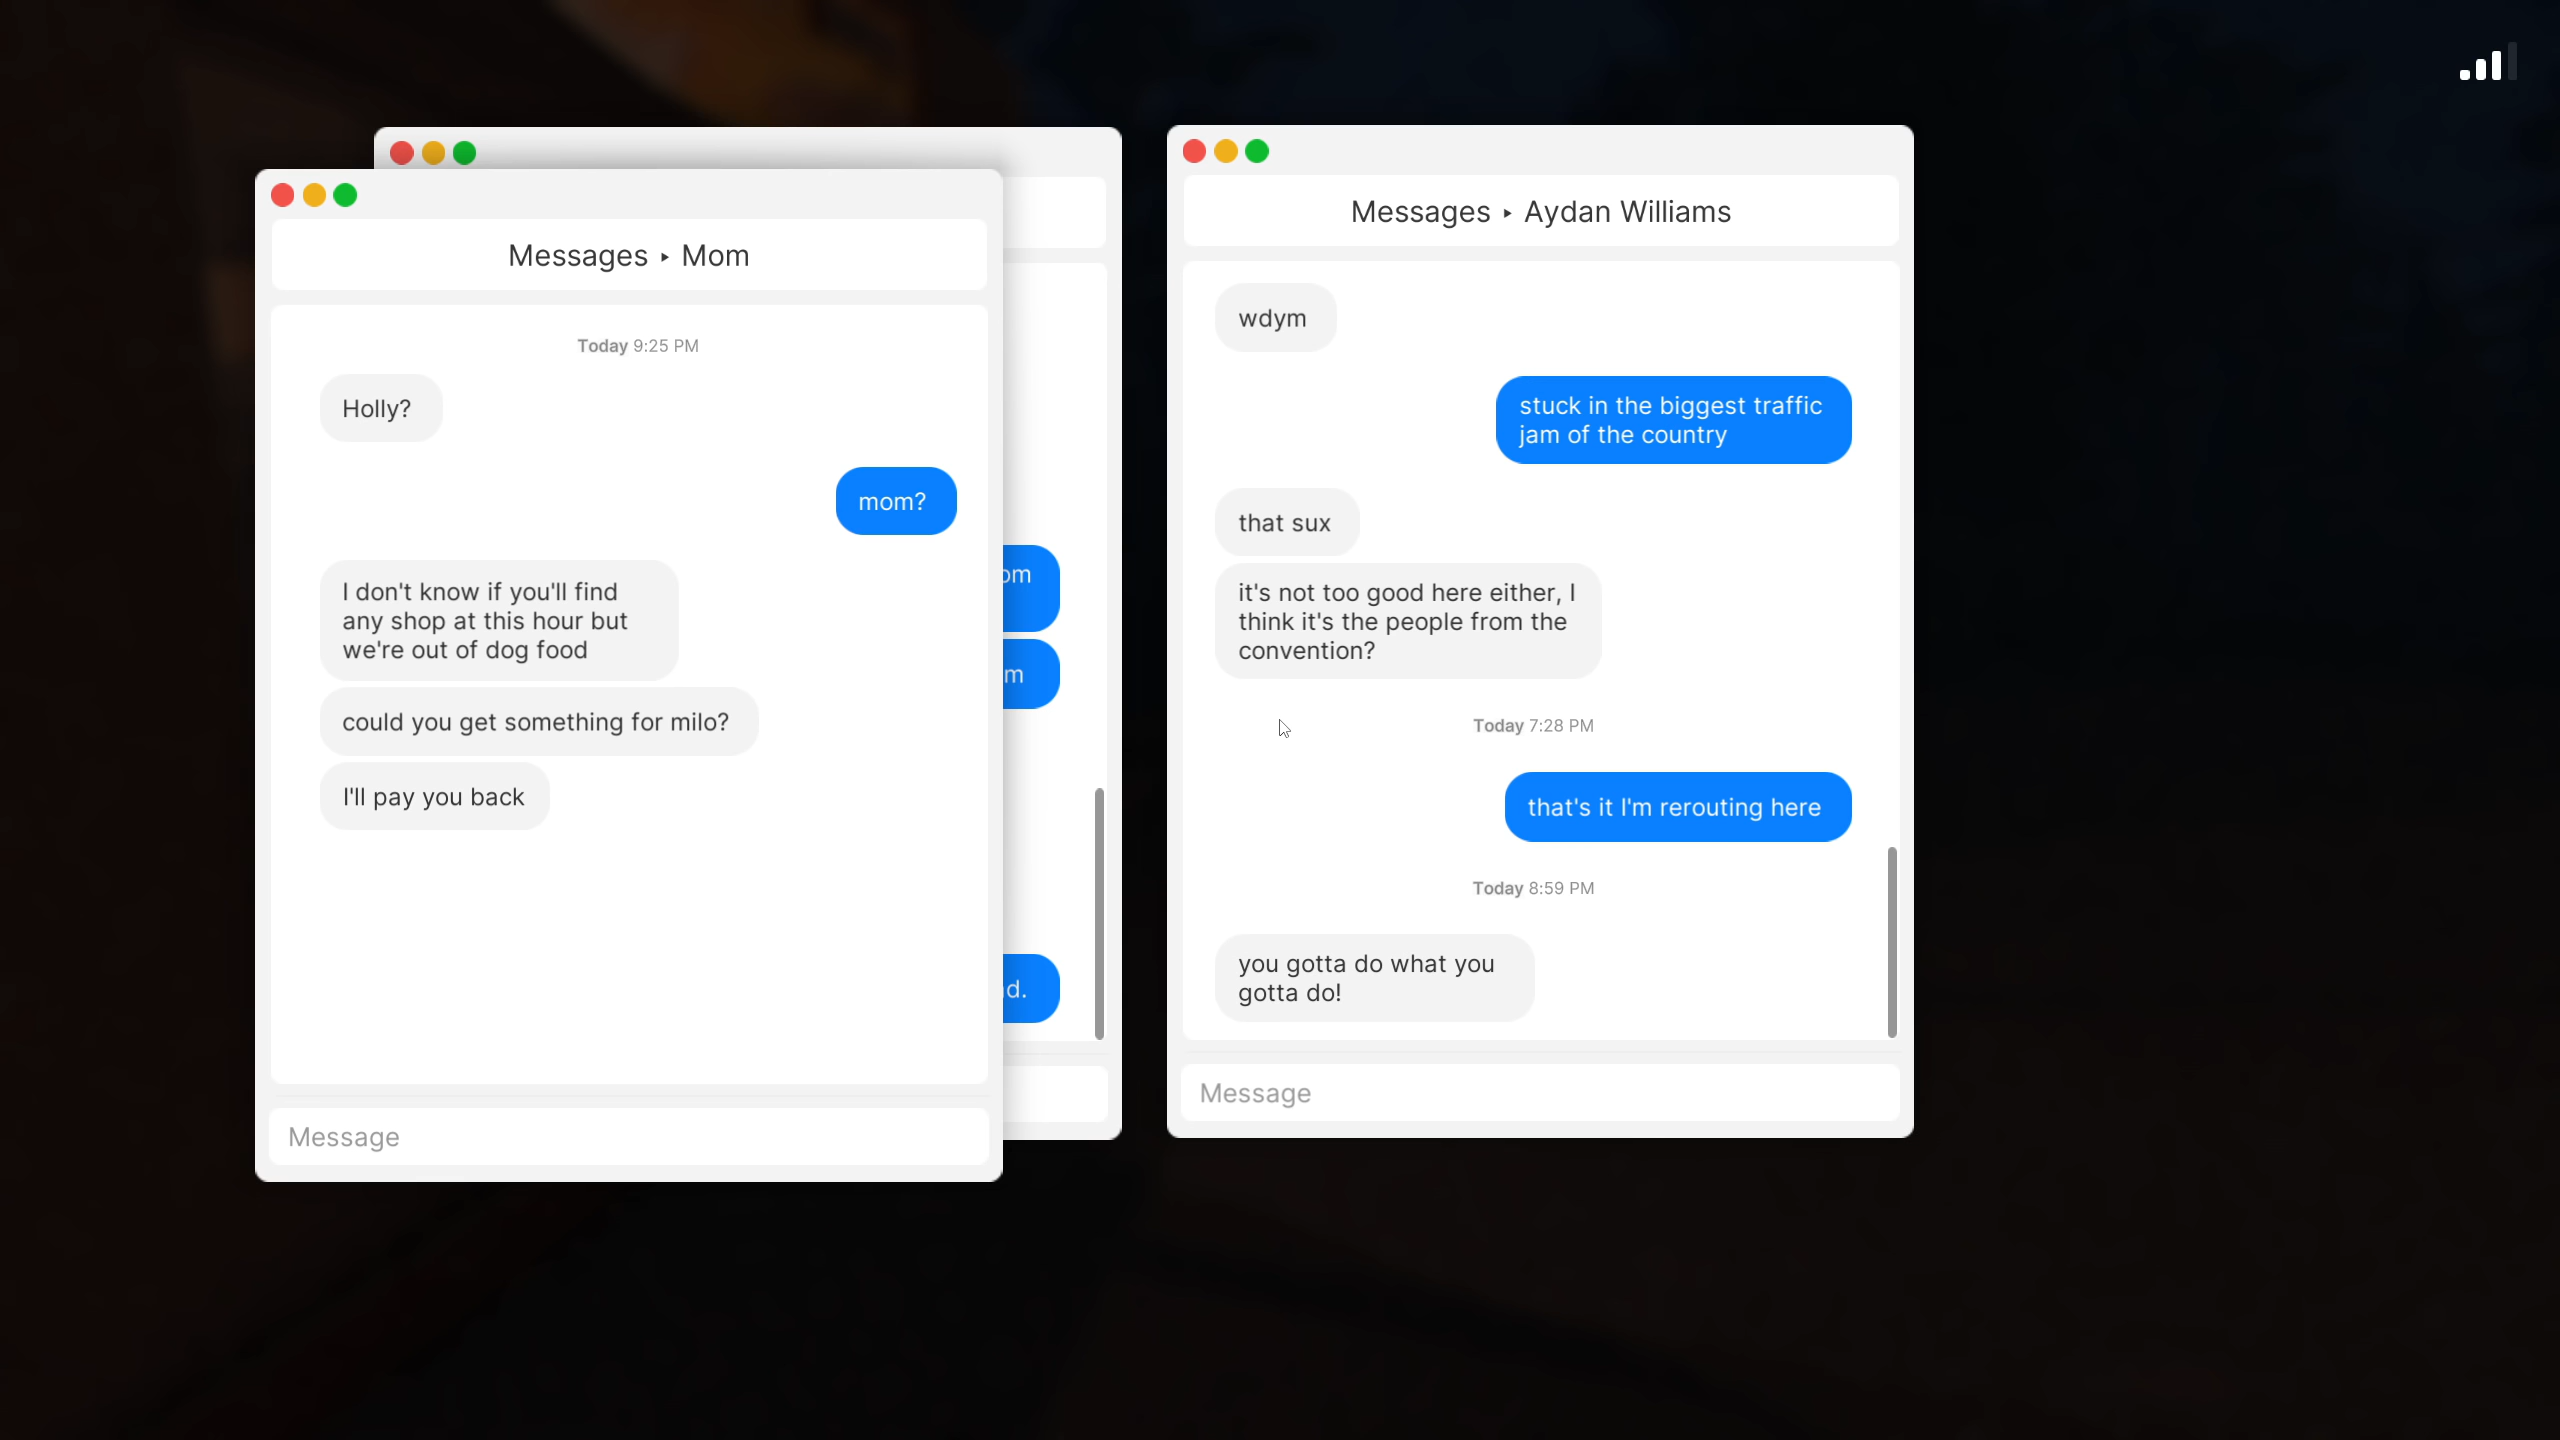 Messages ▸ Mom
Today 9:25 PM
Holly?
mom?
I don't know if you'll find
any shop at this hour but
we're out of dog food
could you get something for milo?
I'll pay you back
Message
Messages ▸ Aydan Williams
wdym
stuck in the biggest traffic
jam of the country
that sux
it's not too good here either, I
think it's the people from the
convention?
Today 7:28 PM
that's it I'm rerouting here
Today 8:59 PM
you gotta do what you
gotta do!
Message